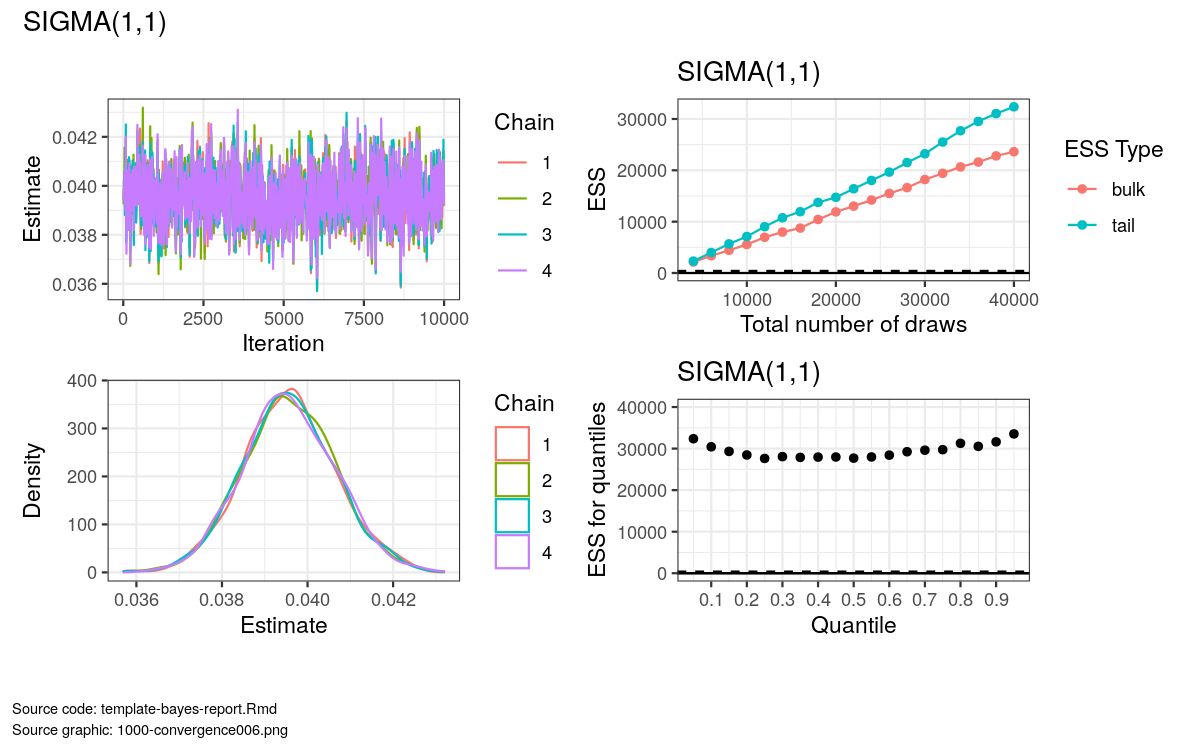 SIGMA(1,1)
Estimate
0.042
0.040
0.038
0.036
0 2500 5000 7500 10000
Iteration
Chain
1
2
3
4
SIGMA(1,1)
ESS
30000
20000
10000
0
10000 20000 30000 40000
Total number of draws
ESS Type
bulk
tail
Density
400
300
200
100
0
0.036 0.038 0.040 0.042
Estimate
Chain
1
2
3
4
SIGMA(1,1)
ESS for quantiles
40000
30000
20000
10000
0
0.1 0.2 0.3 0.4 0.5 0.6 0.7 0.8 0.9
Quantile
Source code: template-bayes-report.Rmd
Source graphic: 1000-convergence006.png